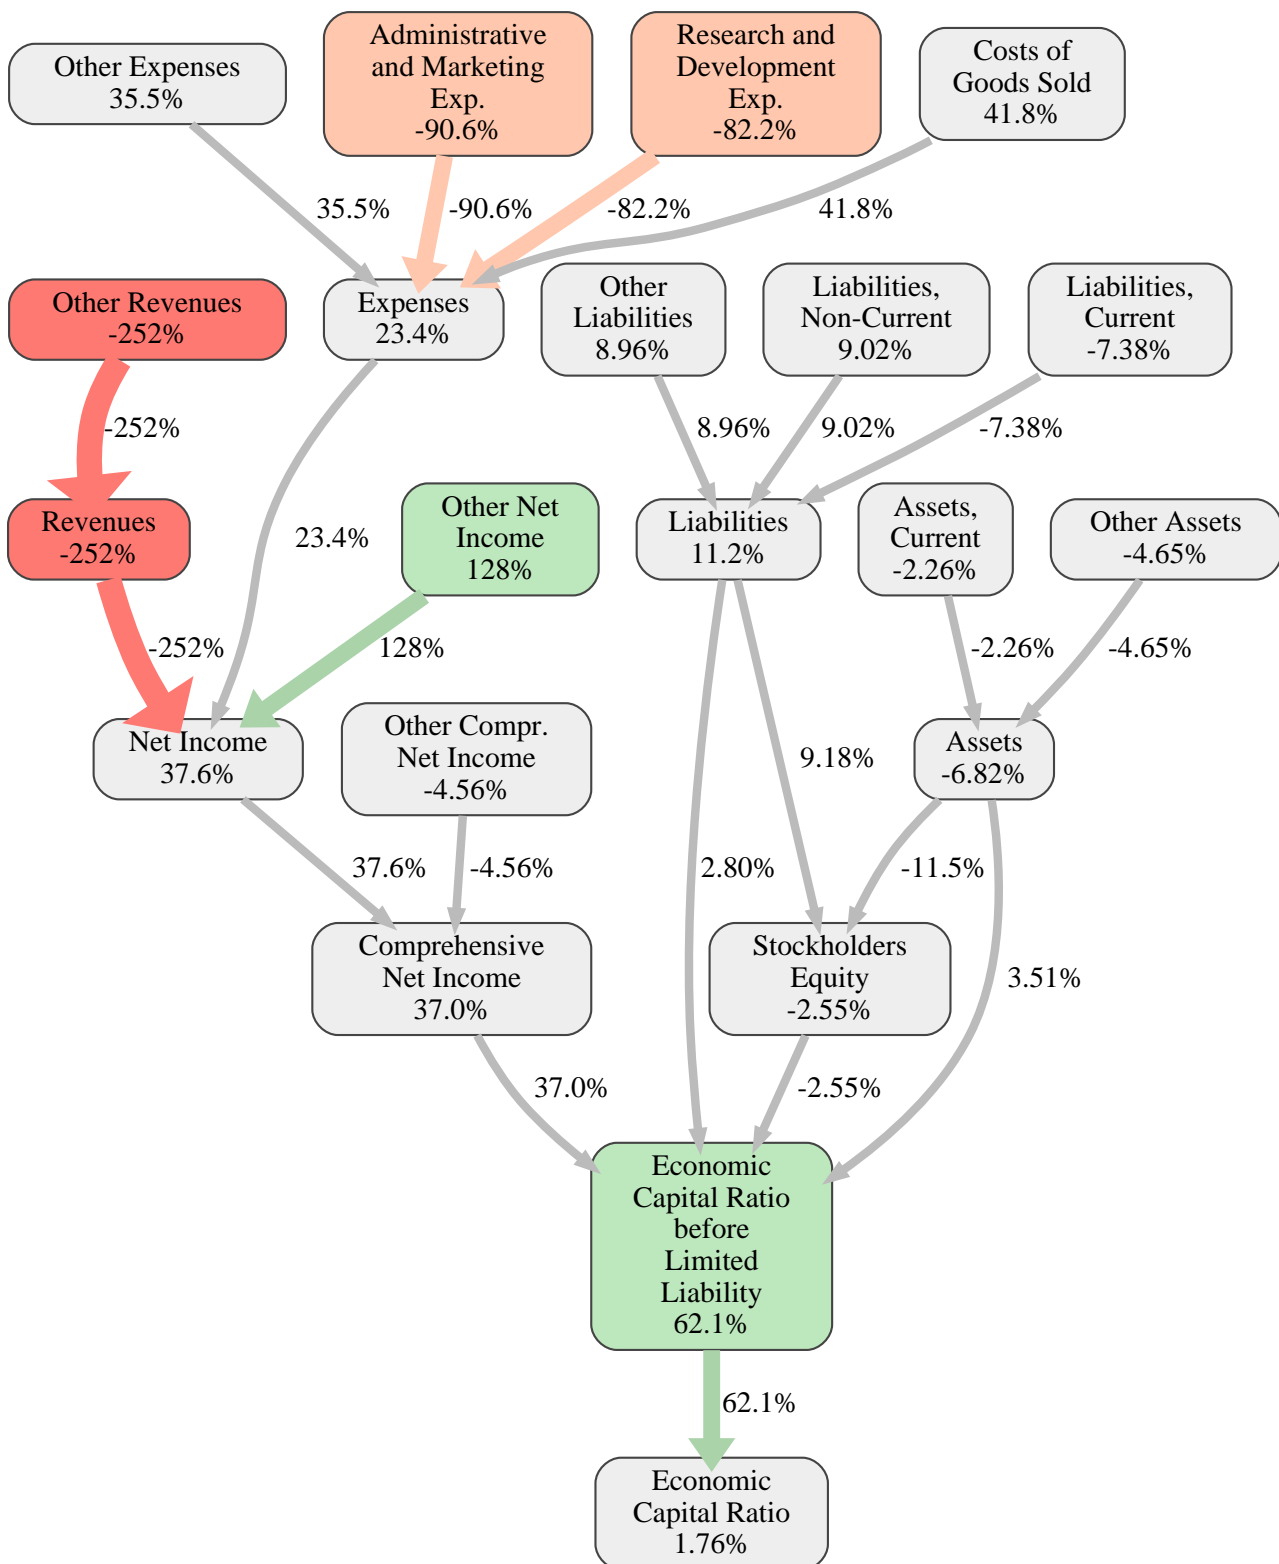 Other Expenses
35.5%
Administrative
and Marketing
Exp.
-90.6%
Research and
Development
Exp.
-82.2%
Costs of
Goods Sold
41.8%
35.5%
-90.6%
-82.2%
41.8%
Other Revenues
-252%
Expenses
23.4%
Other
Liabilities
8.96%
Liabilities,
Non-Current
9.02%
Liabilities,
Current
-7.38%
-252%
8.96%
9.02%
-7.38%
Revenues
-252%
23.4%
Other Net
Income
128%
Liabilities
11.2%
Assets,
Current
-2.26%
Other Assets
-4.65%
-252%
128%
-2.26%
-4.65%
Net Income
37.6%
Other Compr.
Net Income
-4.56%
9.18%
Assets
-6.82%
37.6%
-4.56%
2.80%
-11.5%
Comprehensive
Net Income
37.0%
Stockholders
Equity
-2.55%
3.51%
37.0%
-2.55%
Economic
Capital Ratio
before
Limited
Liability
62.1%
62.1%
Economic
Capital Ratio
1.76%